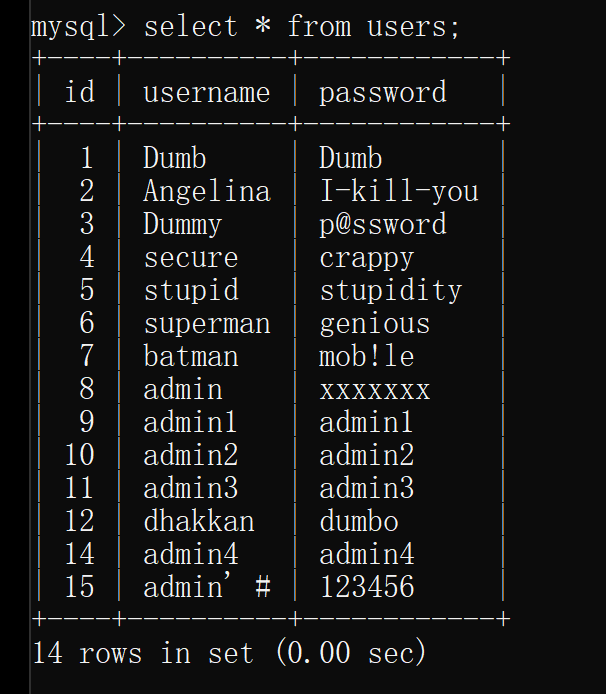 mysql> select * from users;
+----+----------+------------+
| id | username | password   |
+----+----------+------------+
|  1 | Dumb     | Dumb       |
|  2 | Angelina | I-kill-you |
|  3 | Dummy    | p@ssword   |
|  4 | secure   | crappy     |
|  5 | stupid   | stupidity  |
|  6 | superman | genious    |
|  7 | batman   | mob!le     |
|  8 | admin    | xxxxxxx    |
|  9 | admin1   | admin1     |
| 10 | admin2   | admin2     |
| 11 | admin3   | admin3     |
| 12 | dhakkan  | dumbo      |
| 14 | admin4   | admin4     |
| 15 | admin' # | 123456     |
+----+----------+------------+
14 rows in set (0.00 sec)